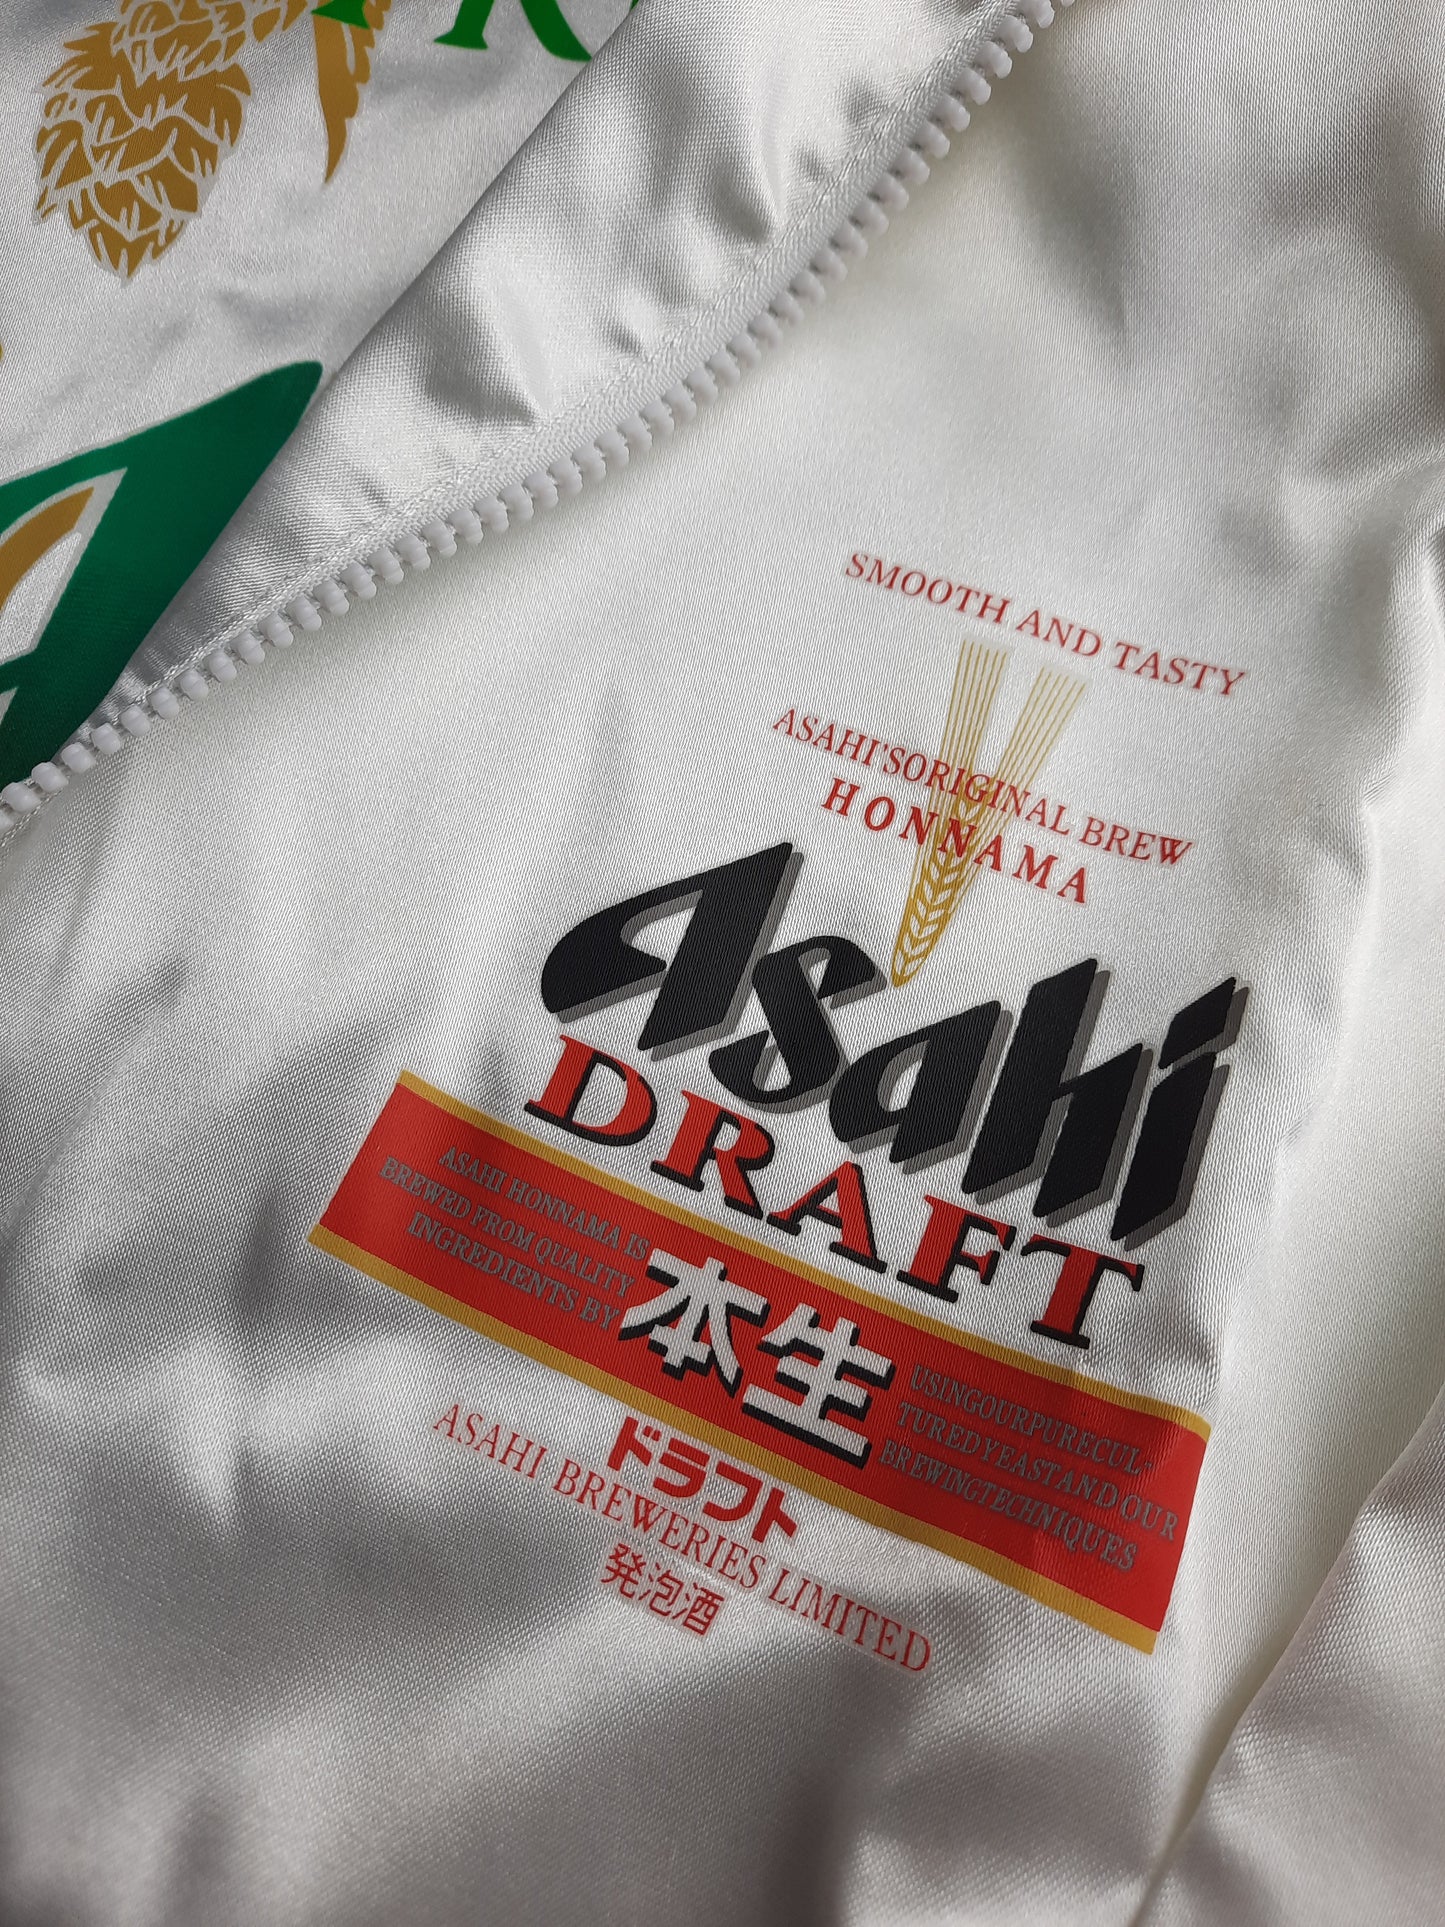 SMOOTH AND TASTY
ASAHI'SORIGINAL BREW
HONNAMA
Asahi
DRAFT
ASAHI HONNAMA IS
BREWED FROM QUALITY
INGREDIENTS BY
本生
USINGOURPURECUL-
TUREDYEASTAND OUR
BREWINGTECHNIQUES
ドラフト
ASAHI BREWERIES LIMITED
発泡酒